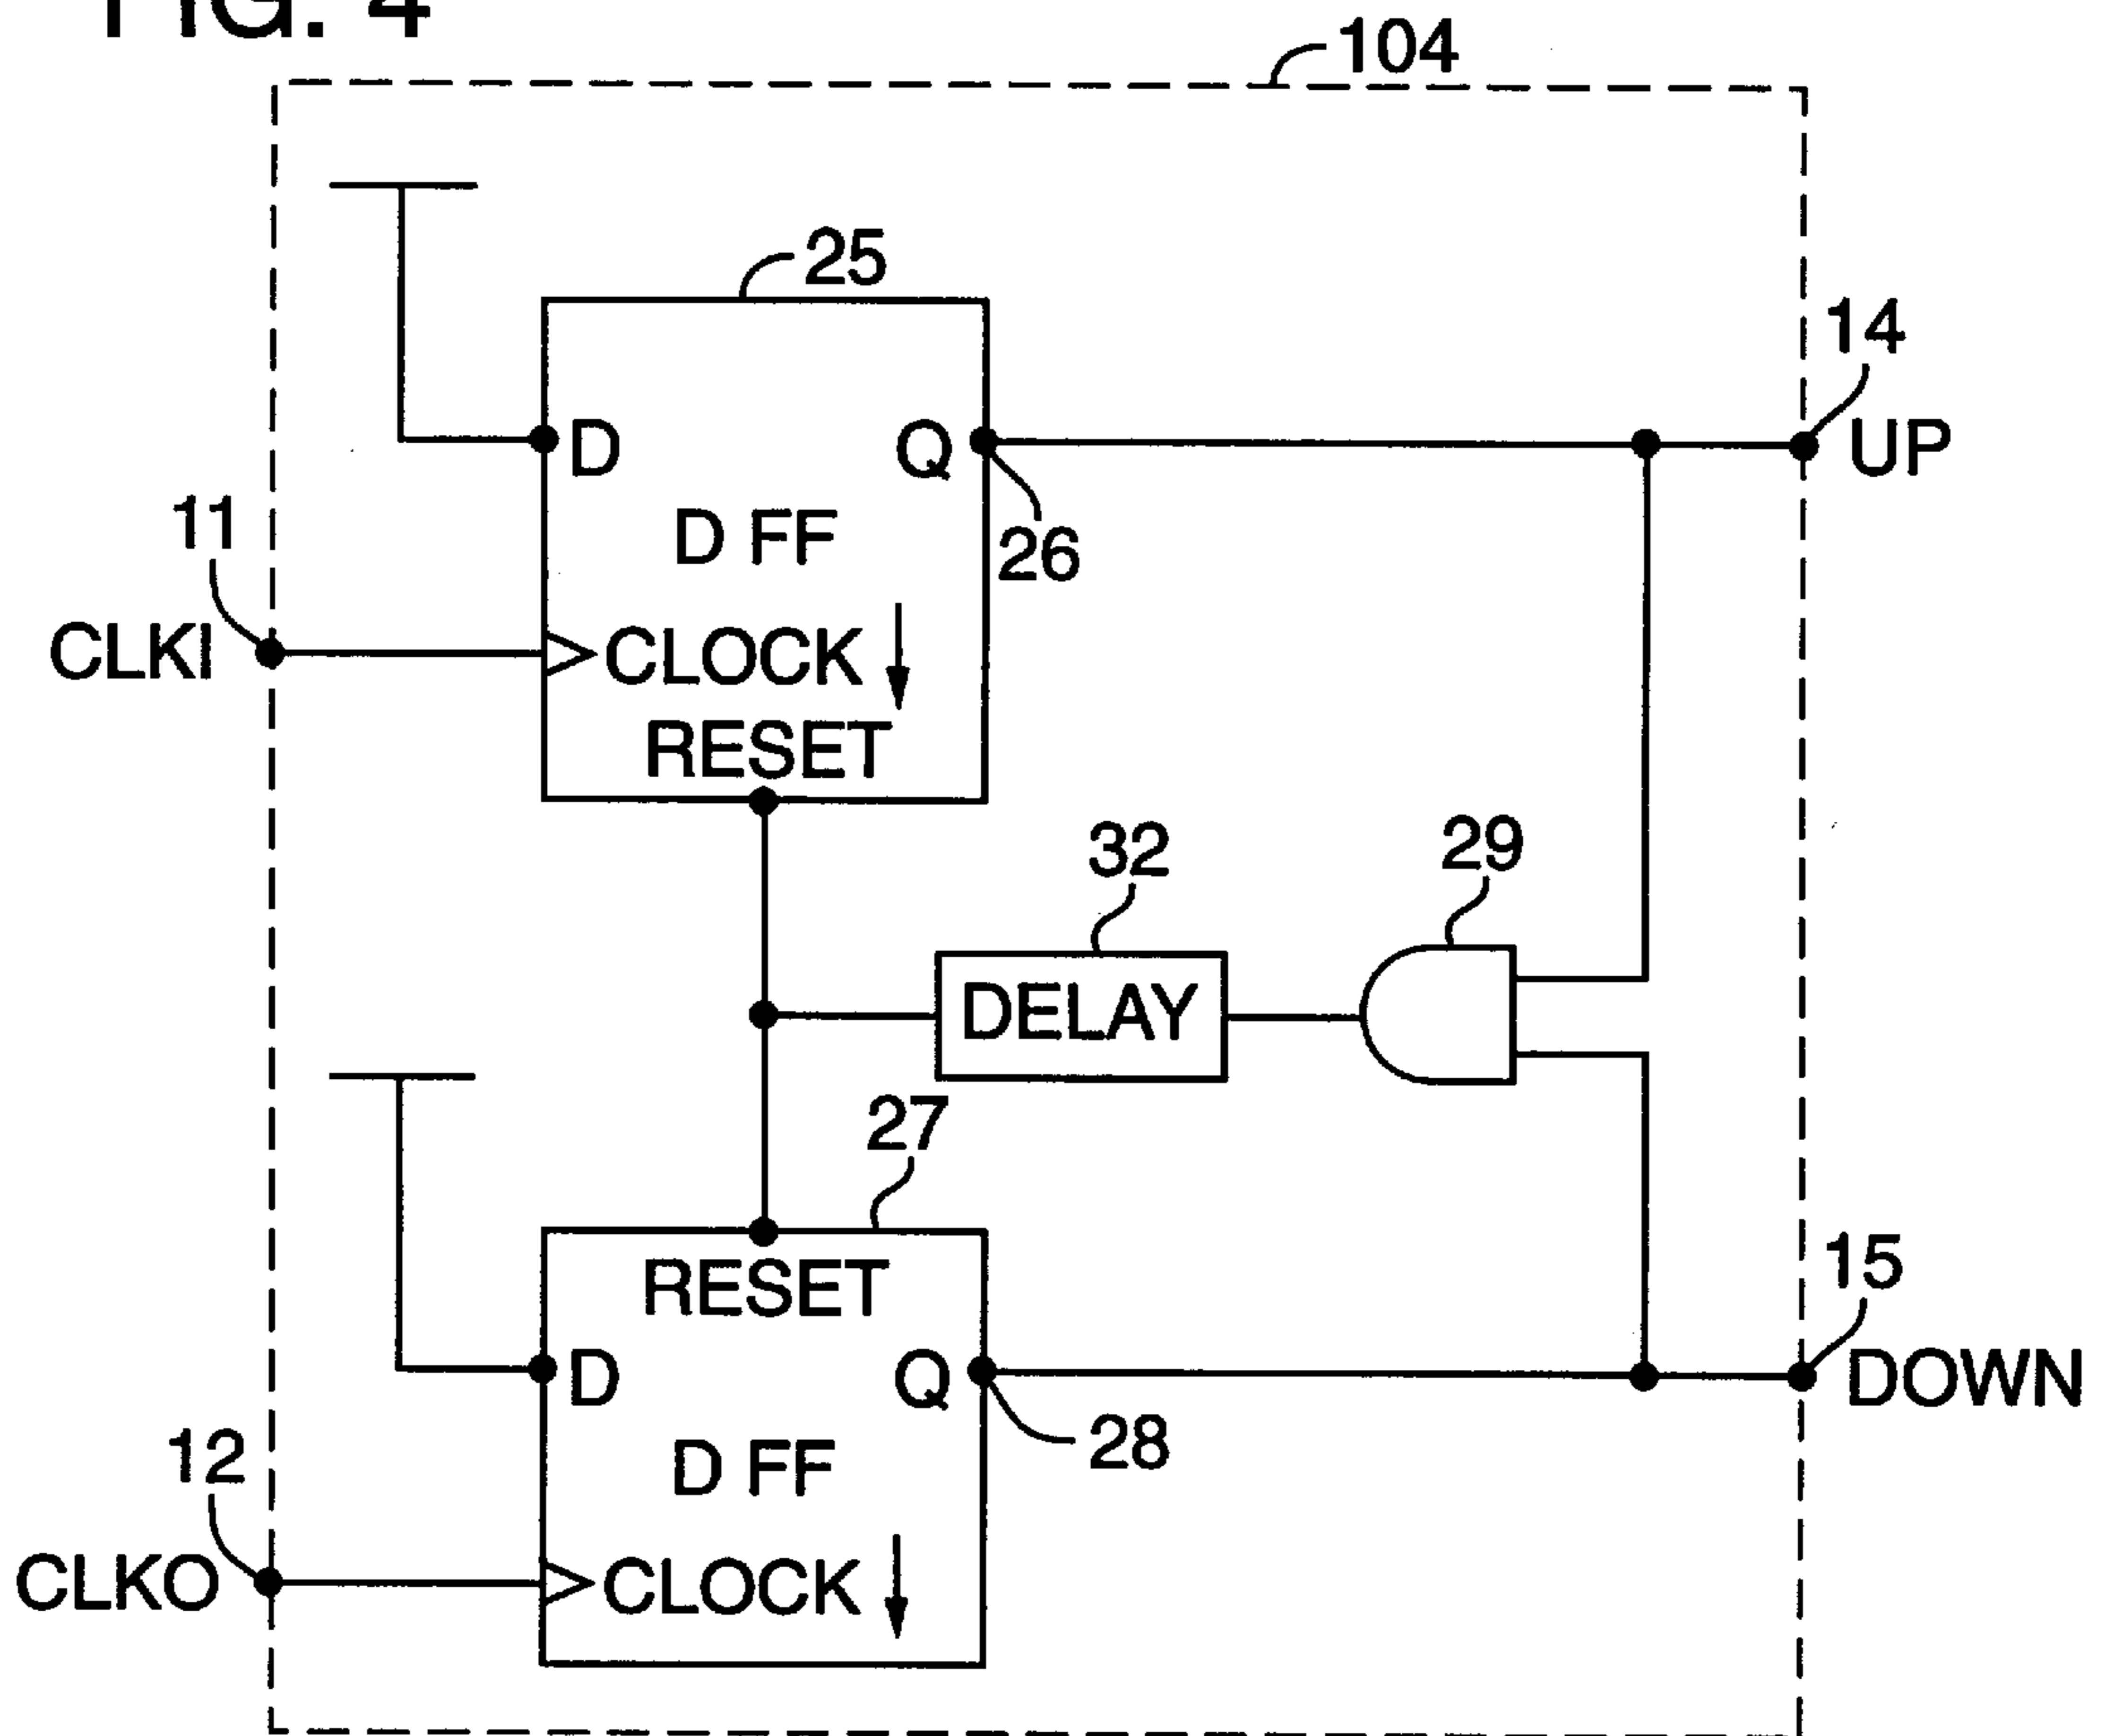 FIG. 4
104
25
14
D
Q
UP
11
D FF
26
CLKI
CLOCK
RESET
32
29
DELAY
27
RESET
15
D
Q
DOWN
12
28
D FF
CLKO
CLOCK